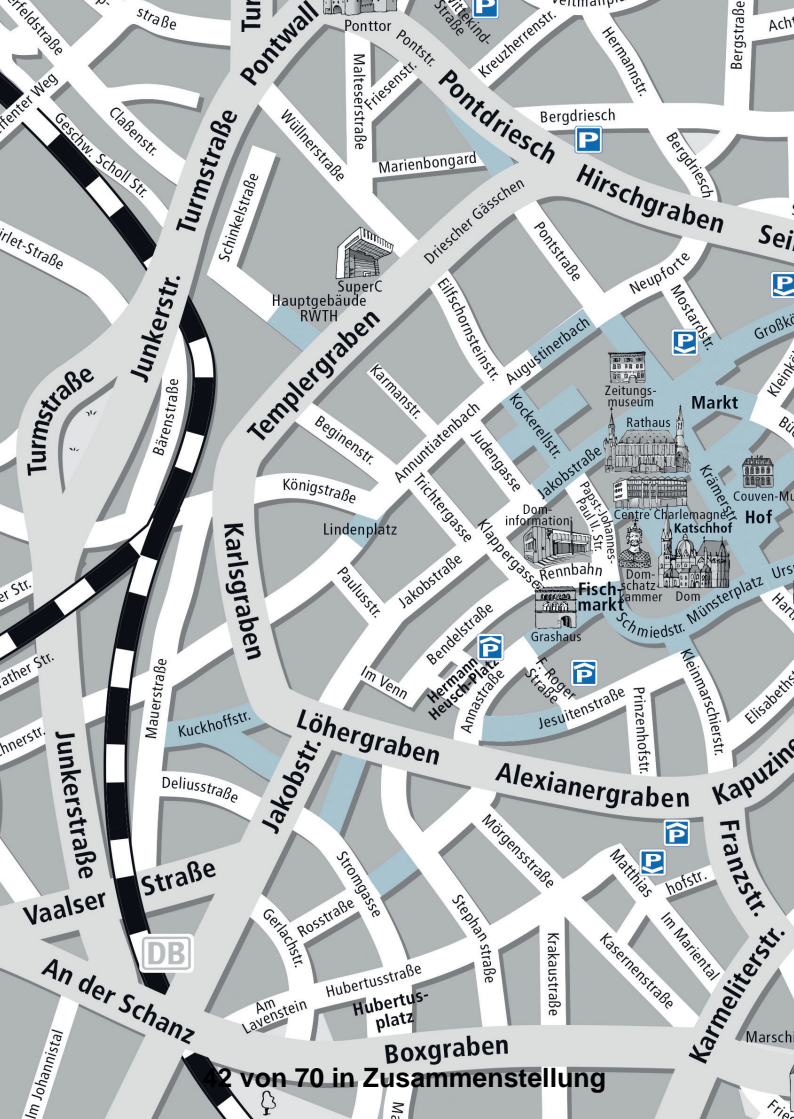 straße
Ponttor
Pontstr.
Kreuzherrenstr.
Hermannstr.
Bergstraße
Pontwall
Malteserstraße
Friesenstr.
Pontdriesch
Bergdriesch
P
P
Claßenstr.
Geschw. Scholl Str.
Turmstraße
Wüllnerstraße
Marienbongard
Bergdriesch
Hirschgraben
Schinkelstraße
Driescher Gässchen
Pontstraße
Neupforte
Mostardstr.
P
P
SuperC
Hauptgebäude
RWTH
Eilfschornsteinstr.
Augustinerbach
Junkerstr.
Templergraben
Turmstraße
Bärenstraße
Karmanstr.
Beginenstr.
Annuntiatenbach
Judengasse
Kockerellstr.
Zeitungs-
museum
Markt
Rathaus
Jakobstraße
Königstraße
Lindenplatz
Trichtergasse
Klappergasse
Dom-
information
Papst-Johannes-
Paul II. Str.
Centre Charlemagne
Krämerstr.
Katschhof
Hof
Rennbahn
Fisch-
markt
Dom-
schatz-
kammer
Dom
Grashaus
Schmiedstr.
Münsterplatz
Karlsgraben
Paulusstr.
Jakobstraße
Bendelstraße
P
Im Venn
Hermann
Heusch-Platz
Annastraße
F. Roger
Straße
P
Jesuitenstraße
Prinzenhofstr.
Kleinmarschierstr.
Mauerstraße
Kuckhoffstr.
Löhergraben
Alexianergraben
Junkerstraße
Deliusstraße
Jakobstr.
Stromgasse
Mörgensstraße
P
P
Matthias
hofstr.
Franzstr.
Vaalser
Straße
Gerlachstr.
Rosstraße
Stephan straße
Krakaustraße
Kasernenstraße
Im Mariental
DB
An der Schanz
Am
Lavenstein
Hubertusstraße
Hubertus-
platz
Karmeliterstr.
Boxgraben
Im Johannistal
42 von 70 in Zusammenstellung